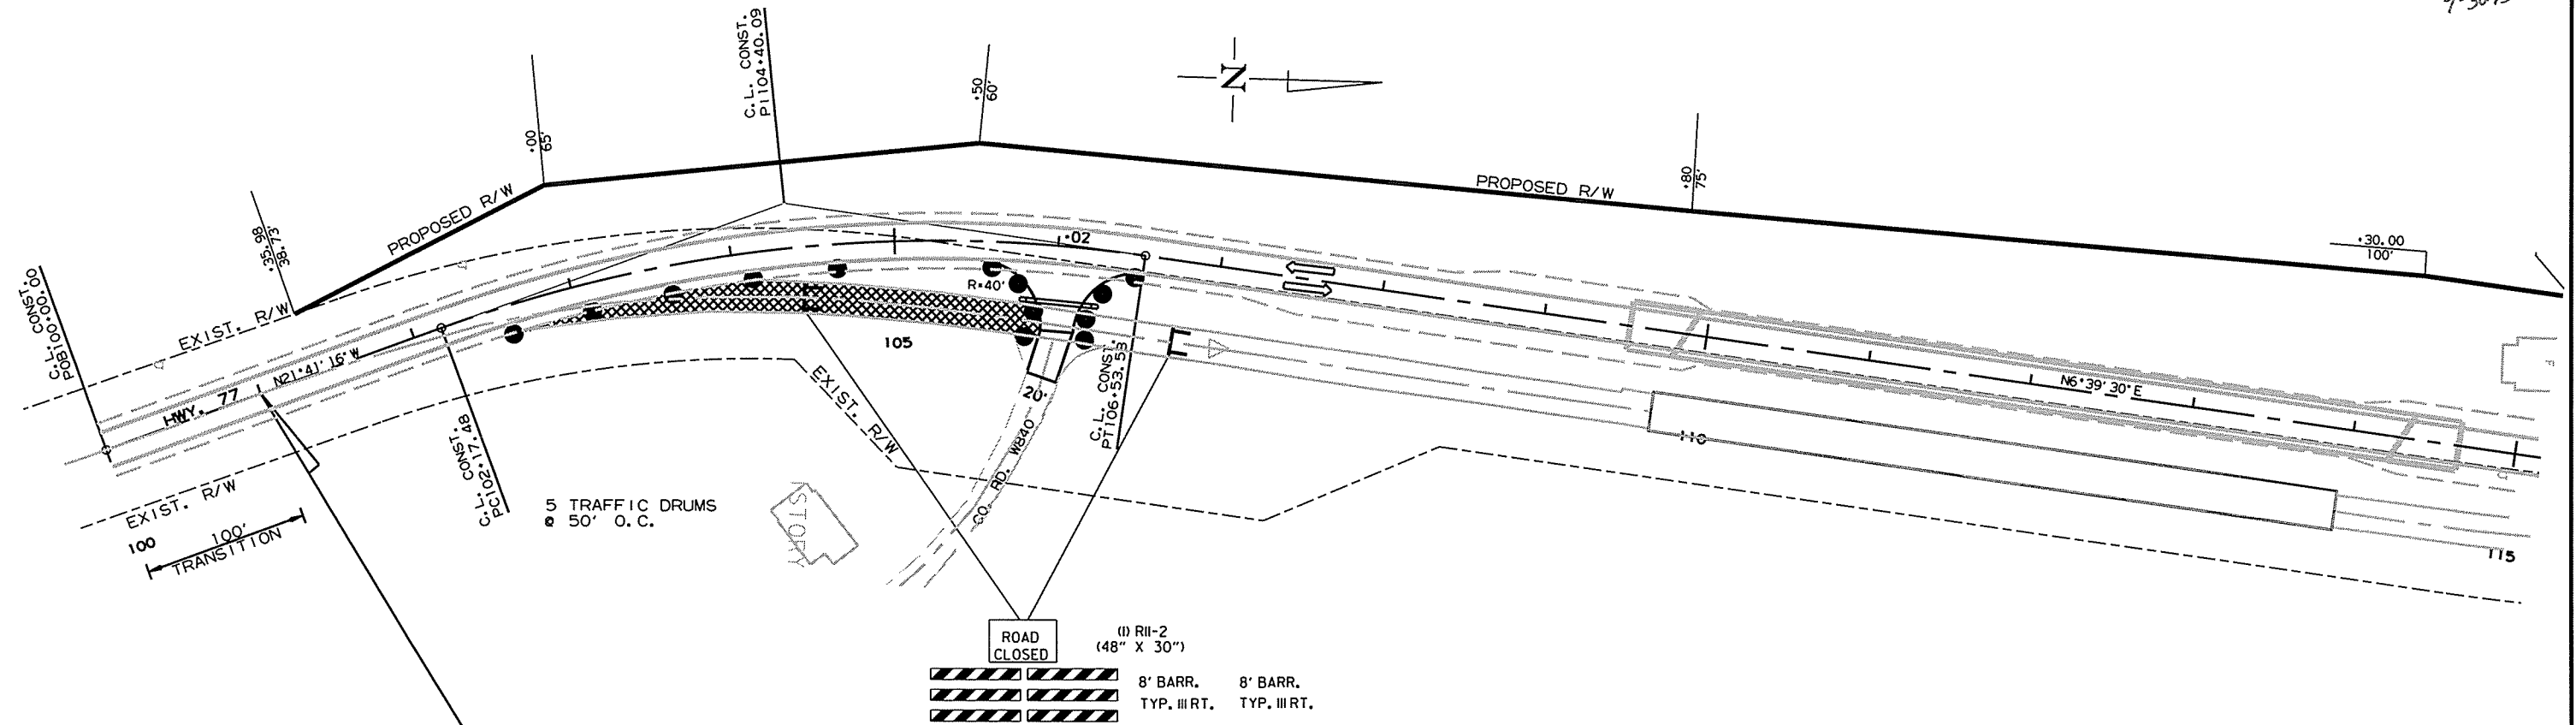 9-30-
C.L. CONST.
POB100+00.00
+35.98
38.73'
+00
65'
C.L. CONST.
PI104+40.09
+50
60'
N
+80
75'
+30.00
100'
PROPOSED R/W
PROPOSED R/W
EXIST. R/W
+02
R=40'
HWY. 77
N21°41'16"W
105
N6°39'30"E
110
115
20'
C.L. CONST.
PC102+17.48
C.L. CONST.
PT106+53.53
EXIST. R/W
EXIST. R/W
CO. RD. W840
100
100'
TRANSITION
5 TRAFFIC DRUMS
@ 50' O.C.
STORY
ROAD
CLOSED
(1) R11-2
(48" X 30")
8' BARR.
TYP. III RT.
8' BARR.
TYP. III RT.